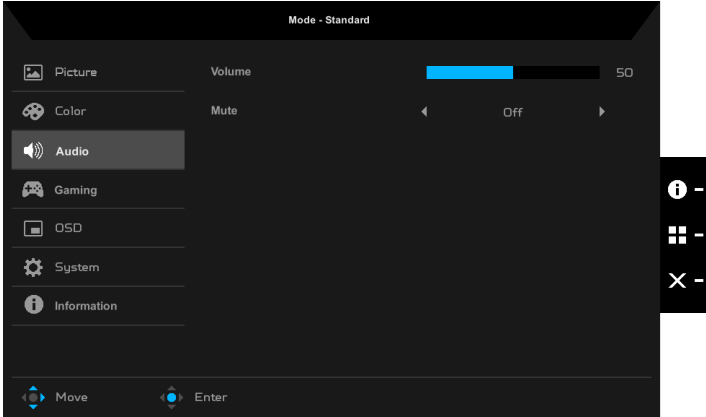 Mode - Standard
Picture
Volume 50
Color
Mute Off
Audio
Gaming
OSD
System
Information
Move Enter